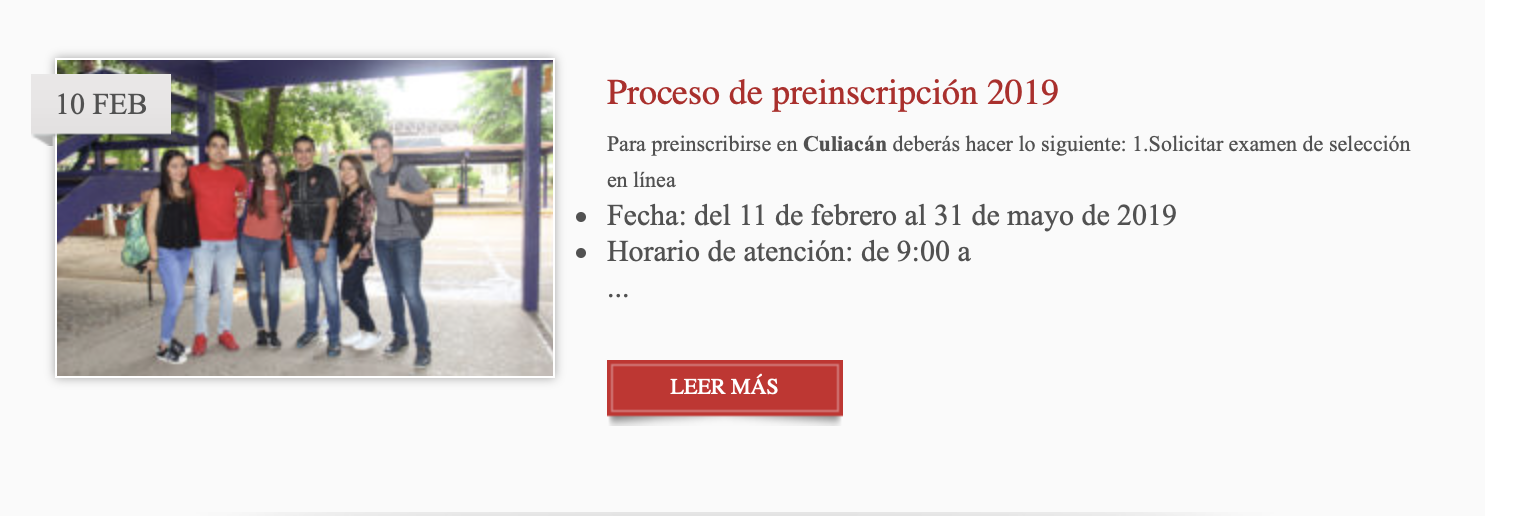 10 FEB
Proceso de preinscripción 2019
Para preinscribirse en Culiacán deberás hacer lo siguiente: 1.Solicitar examen de selección
en línea
• Fecha: del 11 de febrero al 31 de mayo de 2019
• Horario de atención: de 9:00 a
...
LEER MÁS